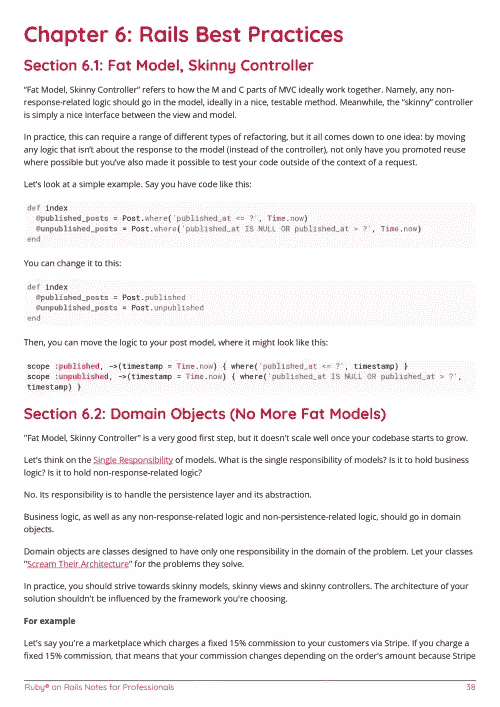 Chapter 6: Rails Best Practices
Section 6.1: Fat Model, Skinny Controller
"Fat Model, Skinny Controller" refers to how the M and C parts of MVC ideally work together. Namely, any non-
response-related logic should go in the model, ideally in a nice, testable method. Meanwhile, the "skinny" controller
is simply a nice interface between the view and model.
In practice, this can require a range of different types of refactoring, but it all comes down to one idea: by moving
any logic that isn't about the response to the model (instead of the controller), not only have you promoted reuse
where possible but you've also made it possible to test your code outside of the context of a request.
Let's look at a simple example. Say you have code like this:
def index
  @published_posts = Post.where('published_at <= ?', Time.now)
  @unpublished_posts = Post.where('published_at IS NULL OR published_at > ?', Time.now)
end
You can change it to this:
def index
  @published_posts = Post.published
  @unpublished_posts = Post.unpublished
end
Then, you can move the logic to your post model, where it might look like this:
scope :published, ->(timestamp = Time.now) { where('published_at <= ?', timestamp) }
scope :unpublished, ->(timestamp = Time.now) { where('published_at IS NULL OR published_at > ?',
timestamp) }
Section 6.2: Domain Objects (No More Fat Models)
"Fat Model, Skinny Controller" is a very good first step, but it doesn't scale well once your codebase starts to grow.
Let's think on the Single Responsibility of models. What is the single responsibility of models? Is it to hold business
logic? Is it to hold non-response-related logic?
No. Its responsibility is to handle the persistence layer and its abstraction.
Business logic, as well as any non-response-related logic and non-persistence-related logic, should go in domain
objects.
Domain objects are classes designed to have only one responsibility in the domain of the problem. Let your classes
"Scream Their Architecture" for the problems they solve.
In practice, you should strive towards skinny models, skinny views and skinny controllers. The architecture of your
solution shouldn't be influenced by the framework you're choosing.
For example
Let's say you're a marketplace which charges a fixed 15% commission to your customers via Stripe. If you charge a
fixed 15% commission, that means that your commission changes depending on the order's amount because Stripe
Ruby® on Rails Notes for Professionals 38